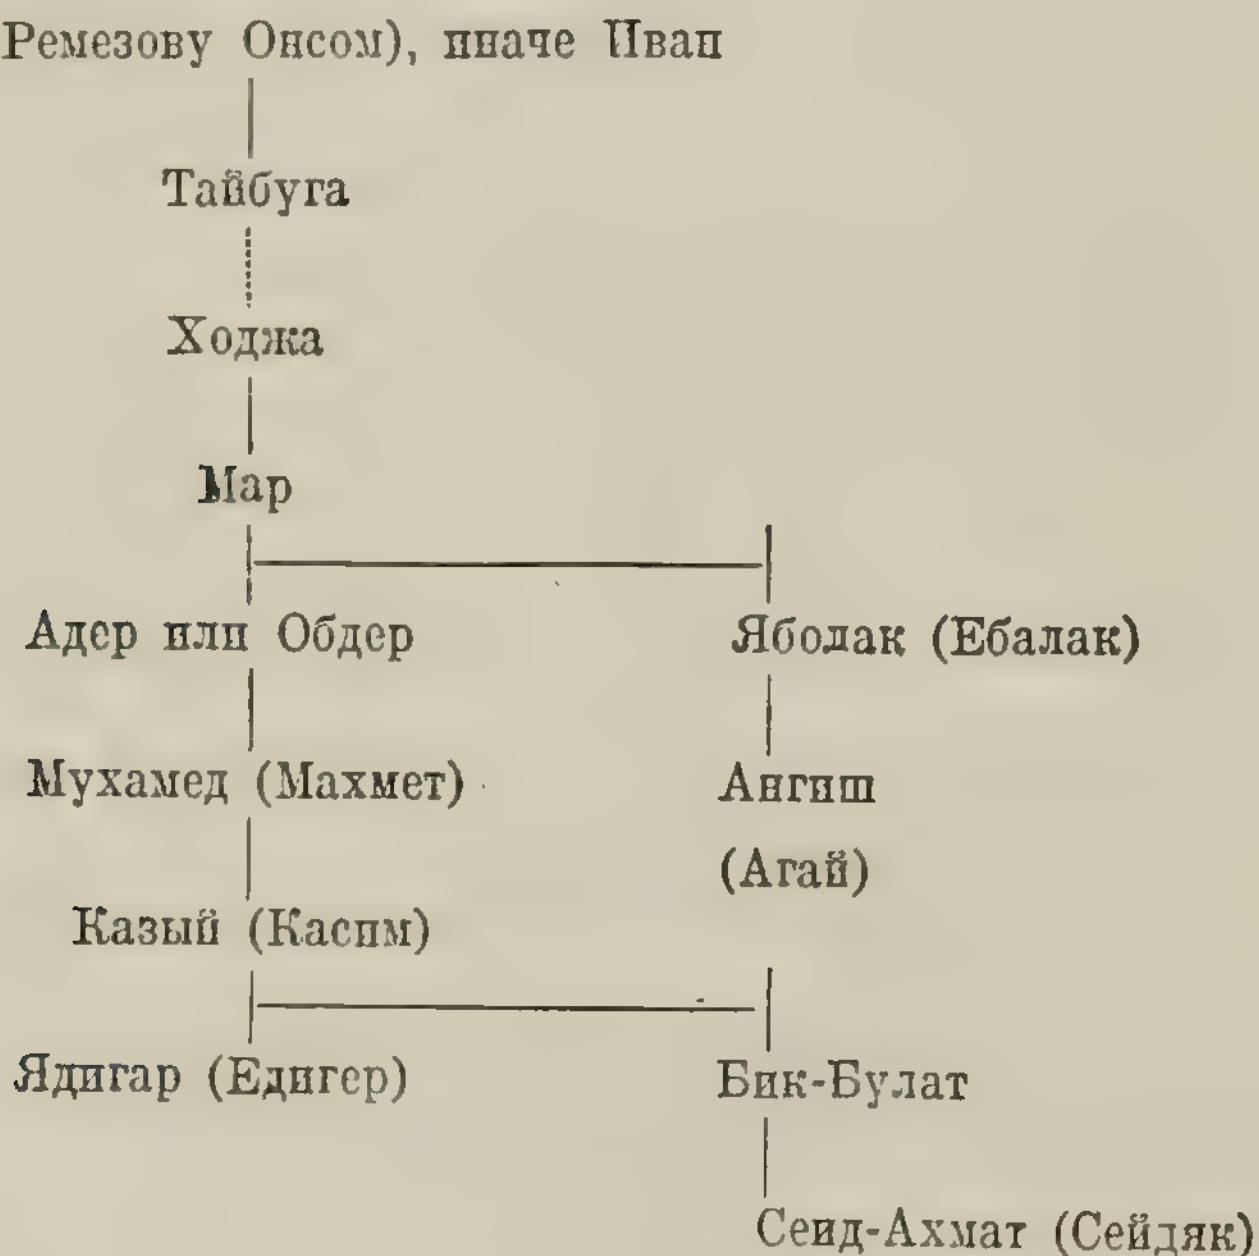 Ремезову Онсом), иначе Иван
Тайбуга
Ходжа
Мар
Адер или Обдер Яболак (Ебалак)
Мухамед (Махмет) Ангиш
(Агай)
Казый (Касим)
Ядигар (Едигер) Бик-Булат
Сеид-Ахмат (Сейдяк)